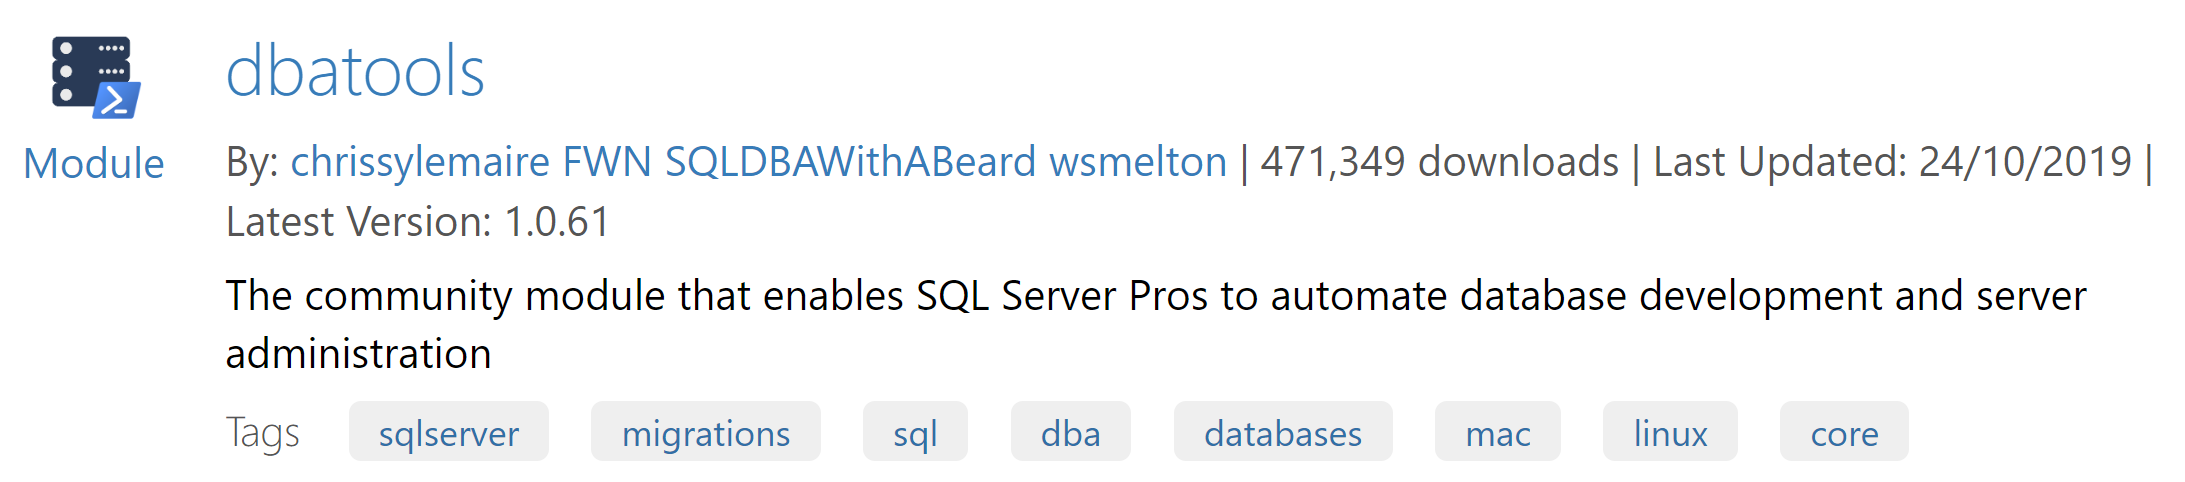 dbatools
Module
By: chrissylemaire FWN SQLDBAWithABeard wsmelton | 471,349 downloads | Last Updated: 24/10/2019 |
Latest Version: 1.0.61
The community module that enables SQL Server Pros to automate database development and server
administration
Tags sqlserver migrations sql dba databases mac linux core